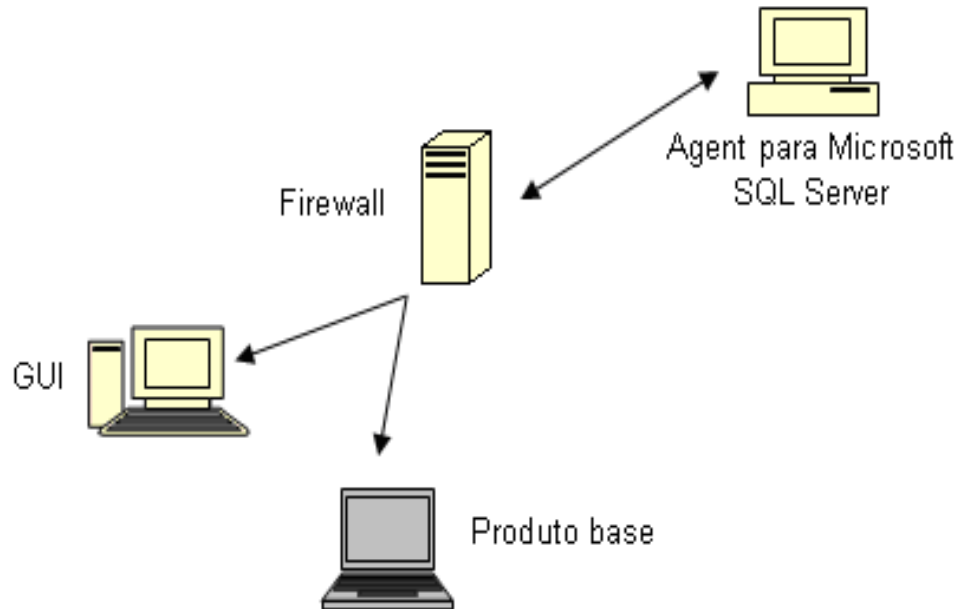 Agent para Microsoft
SQL Server
Firewall
GUI
Produto base